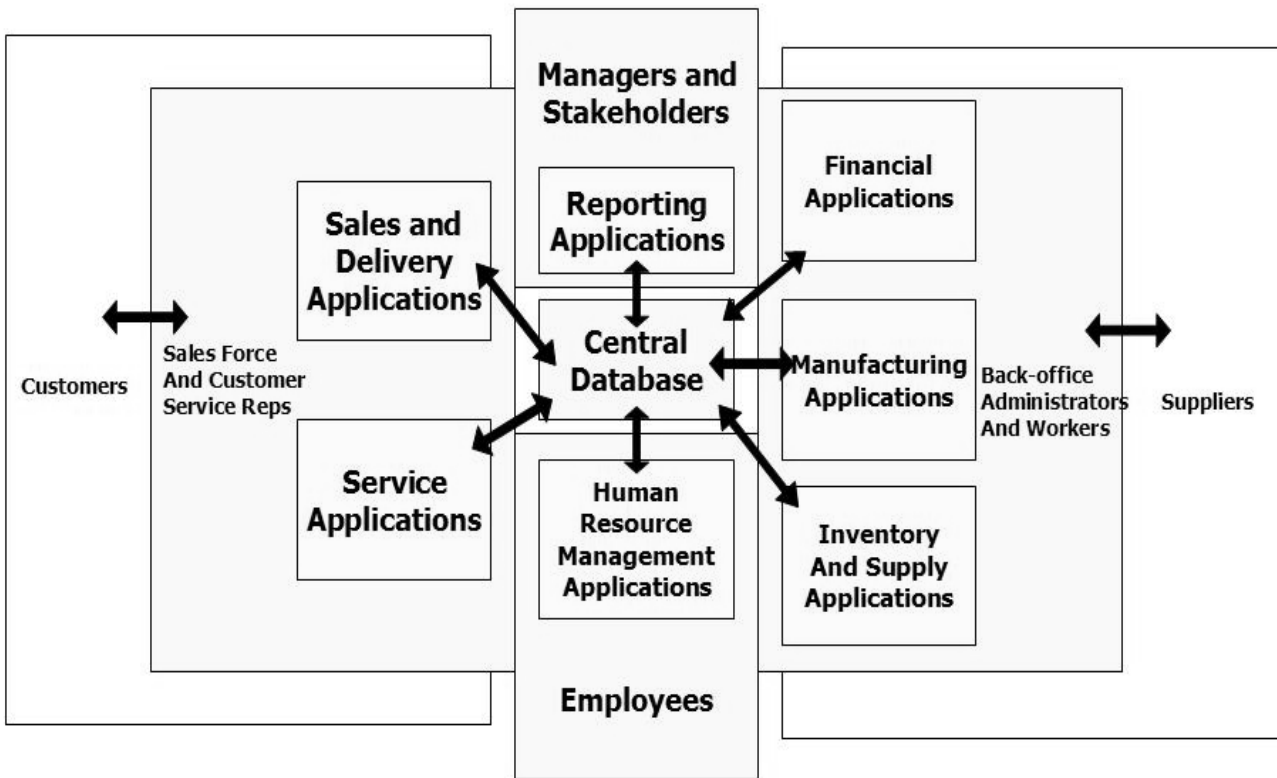 Managers and
Stakeholders
Financial
Applications
Reporting
Applications
Sales and
Delivery
Applications
Central
Database
Manufacturing
Applications
Sales Force
And Customer
Service Reps
Customers
Back-office
Administrators
And Workers
Suppliers
Service
Applications
Human
Resource
Management
Applications
Inventory
And Supply
Applications
Employees